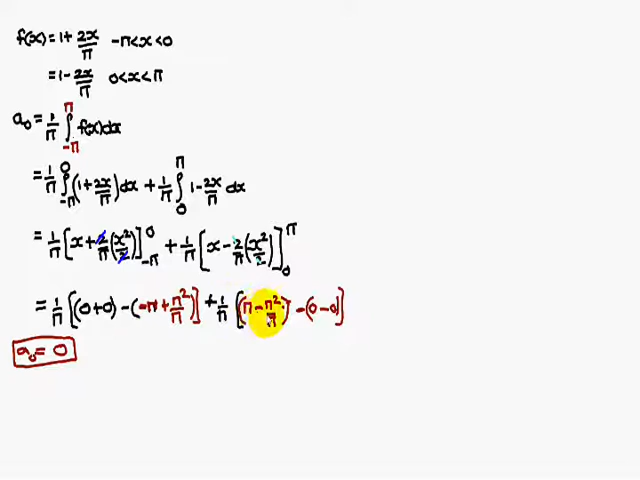 f(x) = 1 + 2x/π   -π<x<0
= 1 - 2x/π   0<x<π
a₀ = 1/π ∫_{-π}^{π} f(x)dx
= 1/π ∫_{-π}^{0} (1 + 2x/π) dx + 1/π ∫_{0}^{π} 1 - 2x/π dx
= 1/π [x + 2/π (x²/2)]_{-π}^{0} + 1/π [x - 2/π (x²/2)]_{0}^{π}
= 1/π [(0+0) - (-π + π²/π)] + 1/π [(π - π²/π) - (0-0)]
a₀ = 0